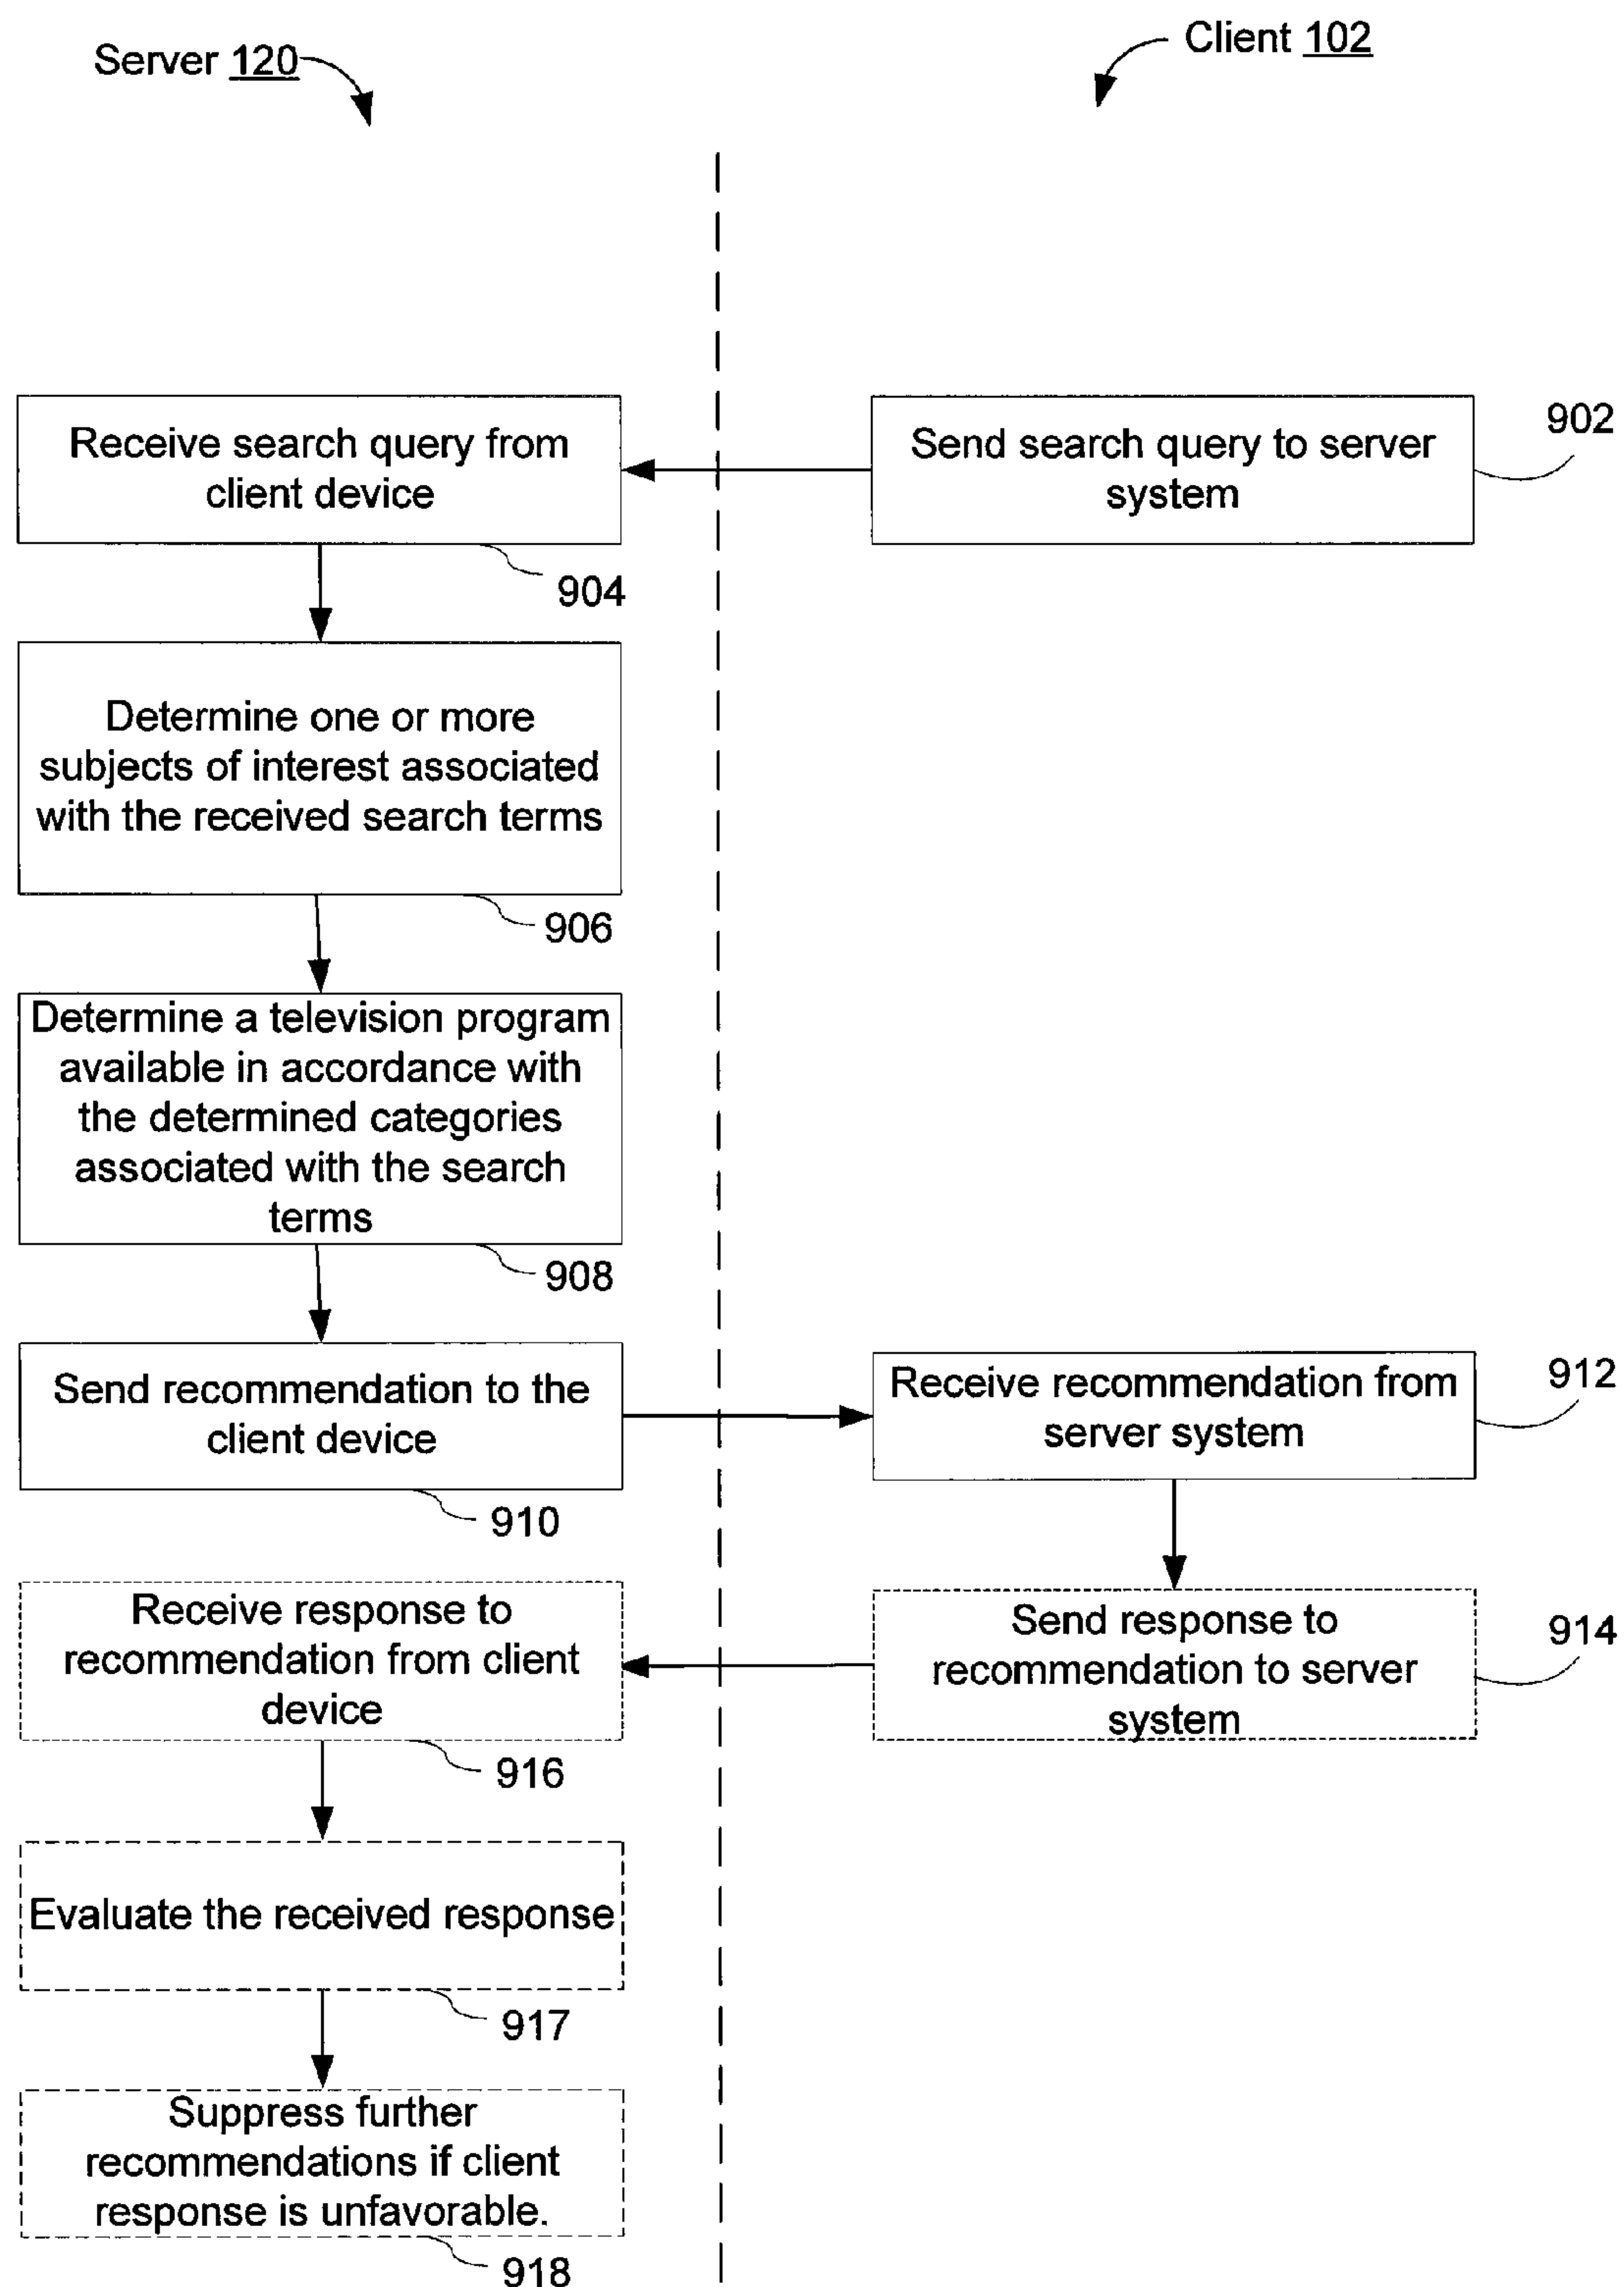 Server 120
Client 102
Receive search query from
client device
904
Send search query to server
system
902
Determine one or more
subjects of interest associated
with the received search terms
906
Determine a television program
available in accordance with
the determined categories
associated with the search
terms
908
Send recommendation to the
client device
910
Receive recommendation from
server system
912
Send response to
recommendation to server
system
914
Receive response to
recommendation from client
device
916
Evaluate the received response
917
Suppress further
recommendations if client
response is unfavorable.
918